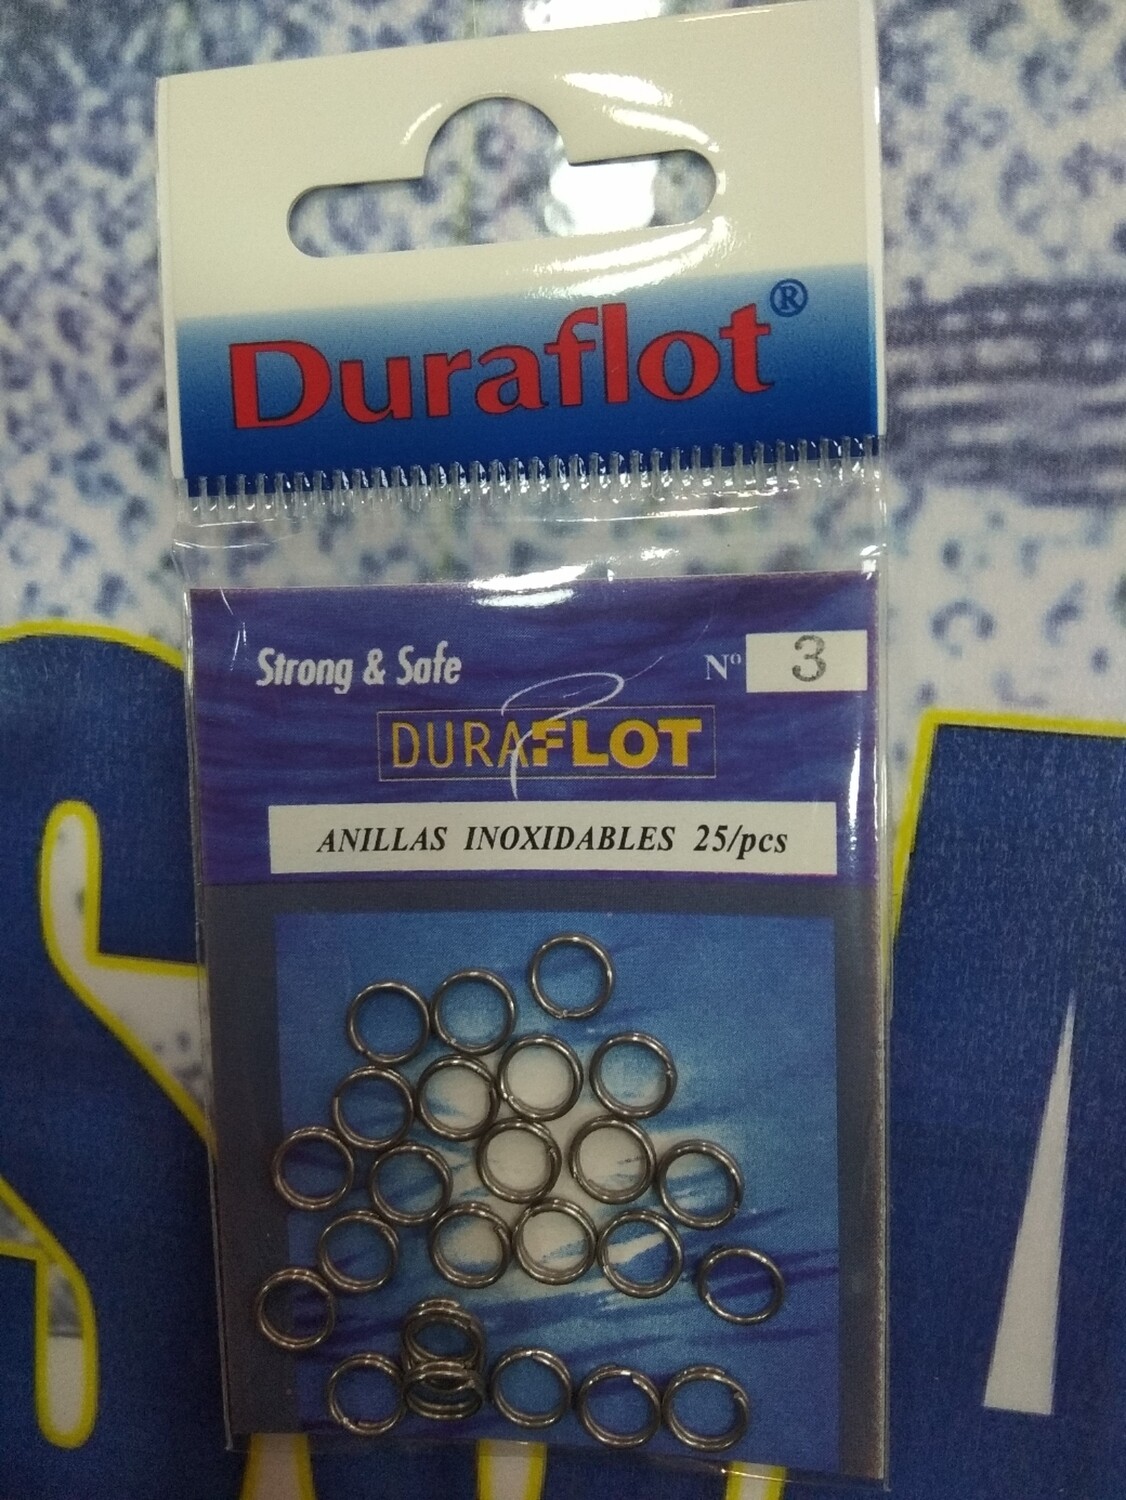 Duraflot®
Strong & Safe
Nº 3
DURAFLOT
ANILLAS INOXIDABLES 25/pcs